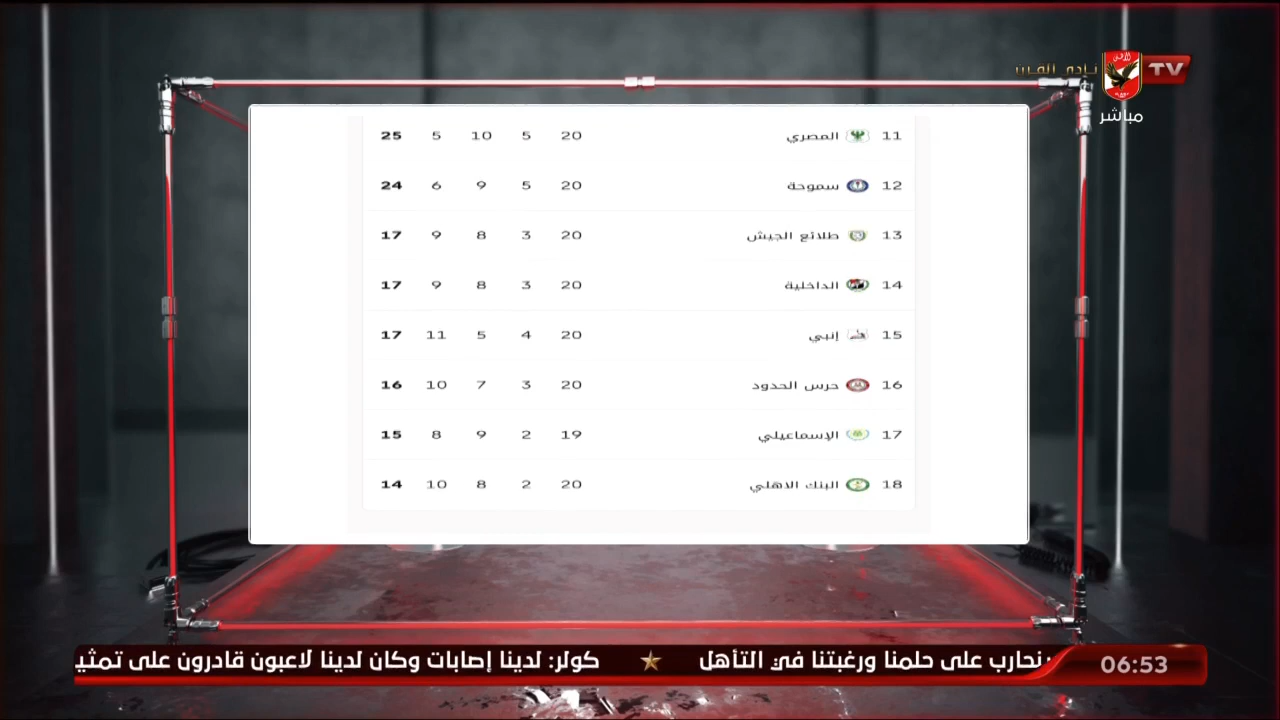 نادي القرن TV
مباشر
11 المصري 20 5 10 5 25
12 سموحة 20 5 9 6 24
13 طلائع الجيش 20 3 8 9 17
14 الداخلية 20 3 8 9 17
15 إنبي 20 4 5 11 17
16 حرس الحدود 20 3 7 10 16
17 الإسماعيلي 19 2 9 8 15
18 البنك الاهلي 20 2 8 10 14
06:53 نحارب على حلمنا ورغبتنا في التأهل ★ كولر: لدينا إصابات وكان لدينا لاعبون قادرون على